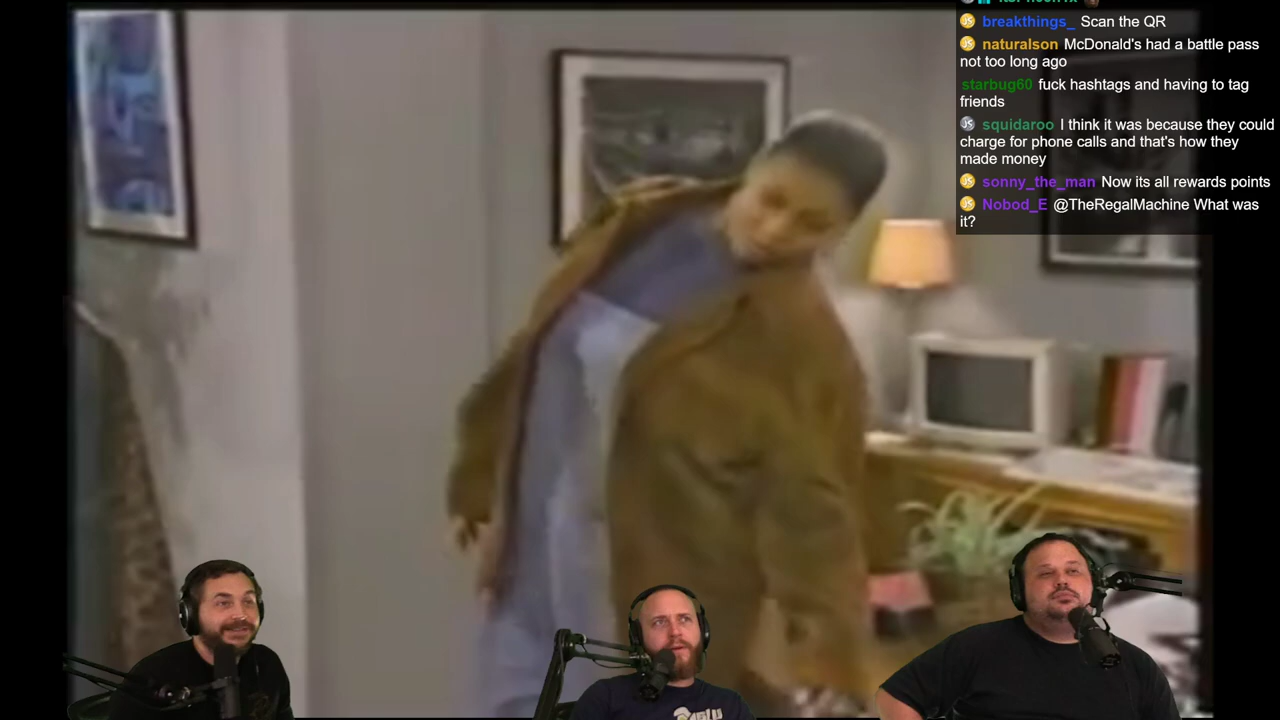 breakthings_ Scan the QR
naturalson McDonald's had a battle pass
not too long ago
starbug60 fuck hashtags and having to tag
friends
squidaroo I think it was because they could
charge for phone calls and that's how they
made money
sonny_the_man Now its all rewards points
Nobod_E @TheRegalMachine What was
it?